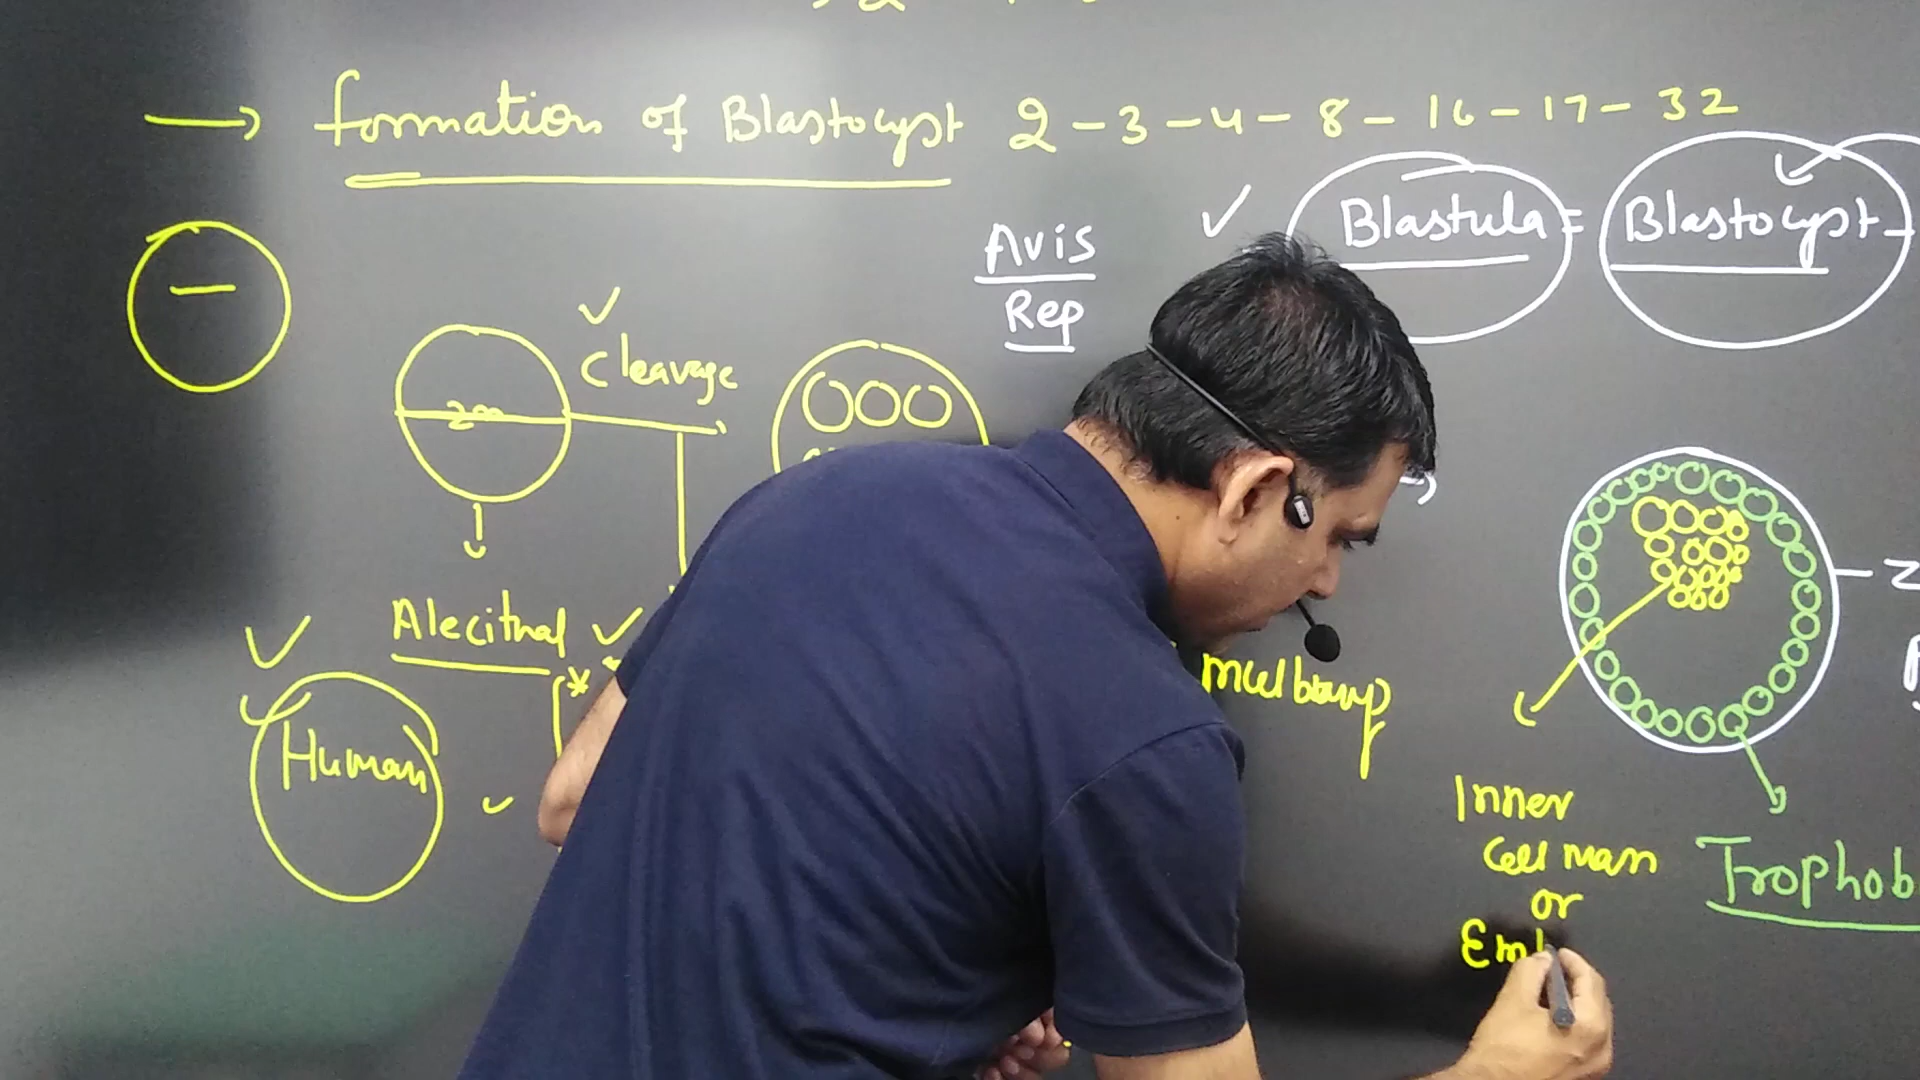 → formation of Blastocyst 2 - 3 - 4 - 8 - 16 - 17 - 32
Avis
Rep
✓ Blastula = Blastocyst -
✓
Cleavage
Alecithal ✓
✓
Human ✓
*
Inner
Cell Mass
or
Emb
Trophob